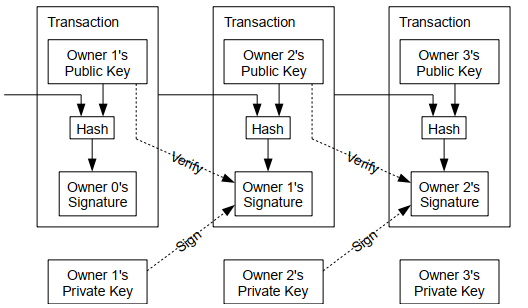 Transaction
Owner 1's
Public Key
Hash
Owner 0's
Signature
Transaction
Owner 2's
Public Key
Hash
Verify
Owner 1's
Signature
Transaction
Owner 3's
Public Key
Hash
Verify
Owner 2's
Signature
Owner 1's
Private Key
Sign
Owner 2's
Private Key
Sign
Owner 3's
Private Key